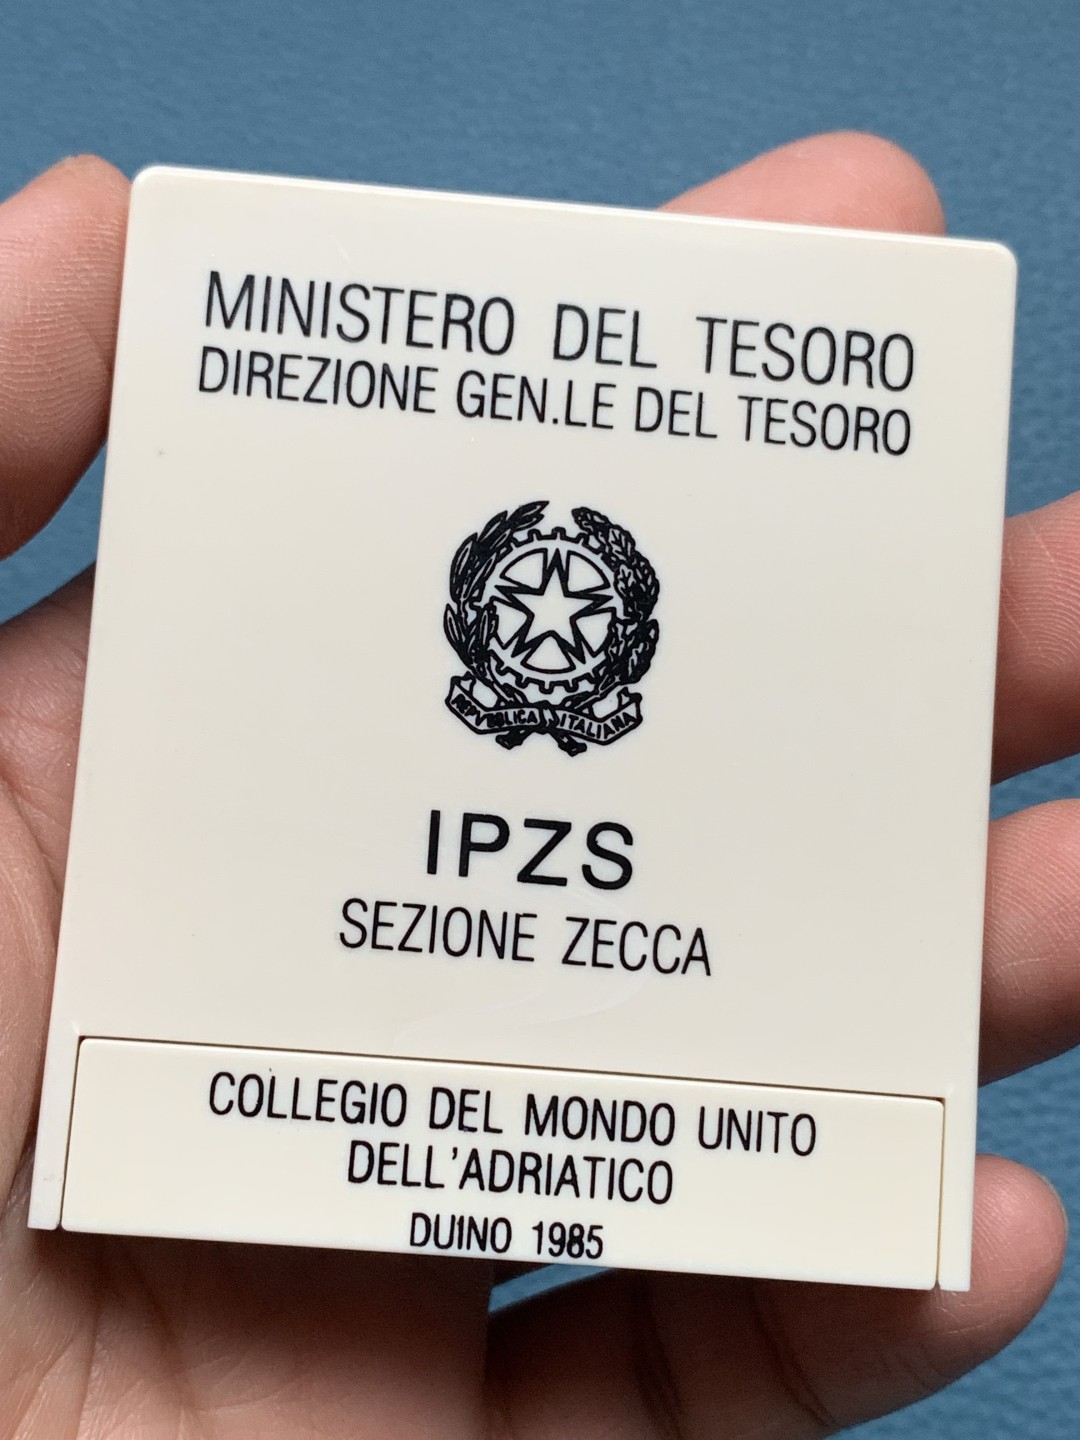 MINISTERO DEL TESORO
DIREZIONE GEN.LE DEL TESORO
REPVBBLICA ITALIANA
IPZS
SEZIONE ZECCA
COLLEGIO DEL MONDO UNITO
DELL'ADRIATICO
DUINO 1985